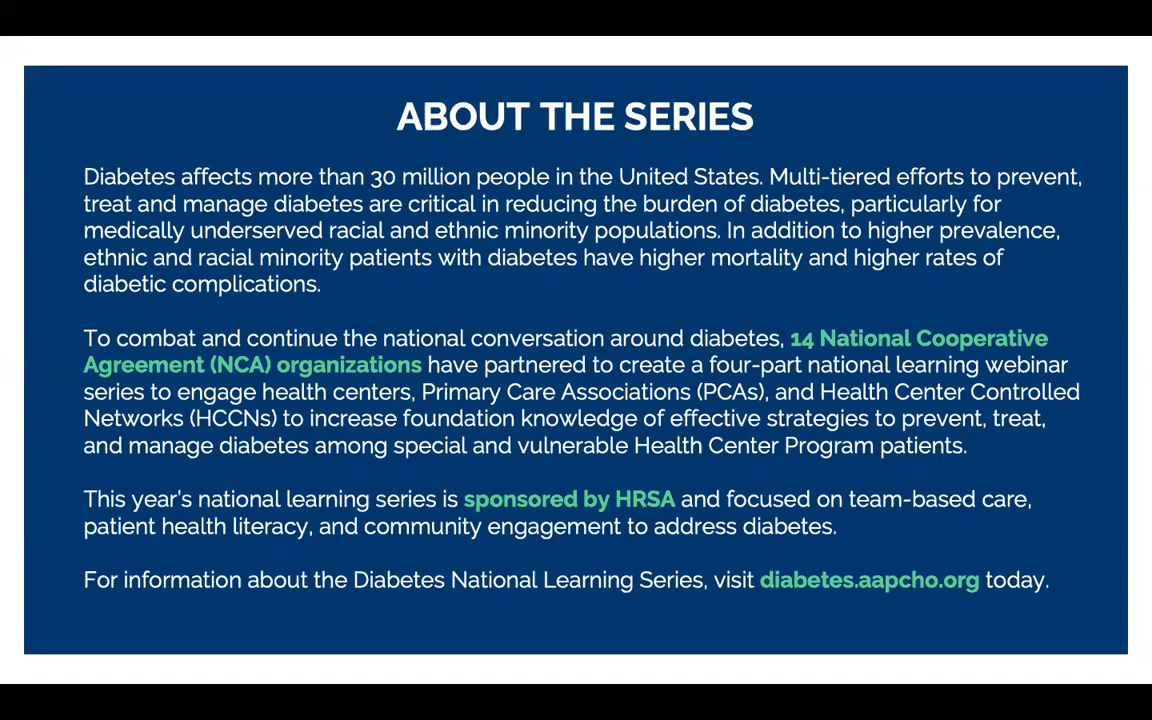 ABOUT THE SERIES
Diabetes affects more than 30 million people in the United States. Multi-tiered efforts to prevent,
treat and manage diabetes are critical in reducing the burden of diabetes, particularly for
medically underserved racial and ethnic minority populations. In addition to higher prevalence,
ethnic and racial minority patients with diabetes have higher mortality and higher rates of
diabetic complications.
To combat and continue the national conversation around diabetes, 14 National Cooperative
Agreement (NCA) organizations have partnered to create a four-part national learning webinar
series to engage health centers, Primary Care Associations (PCAs), and Health Center Controlled
Networks (HCCNs) to increase foundation knowledge of effective strategies to prevent, treat,
and manage diabetes among special and vulnerable Health Center Program patients.
This year's national learning series is sponsored by HRSA and focused on team-based care,
patient health literacy, and community engagement to address diabetes.
For information about the Diabetes National Learning Series, visit diabetes.aapcho.org today.